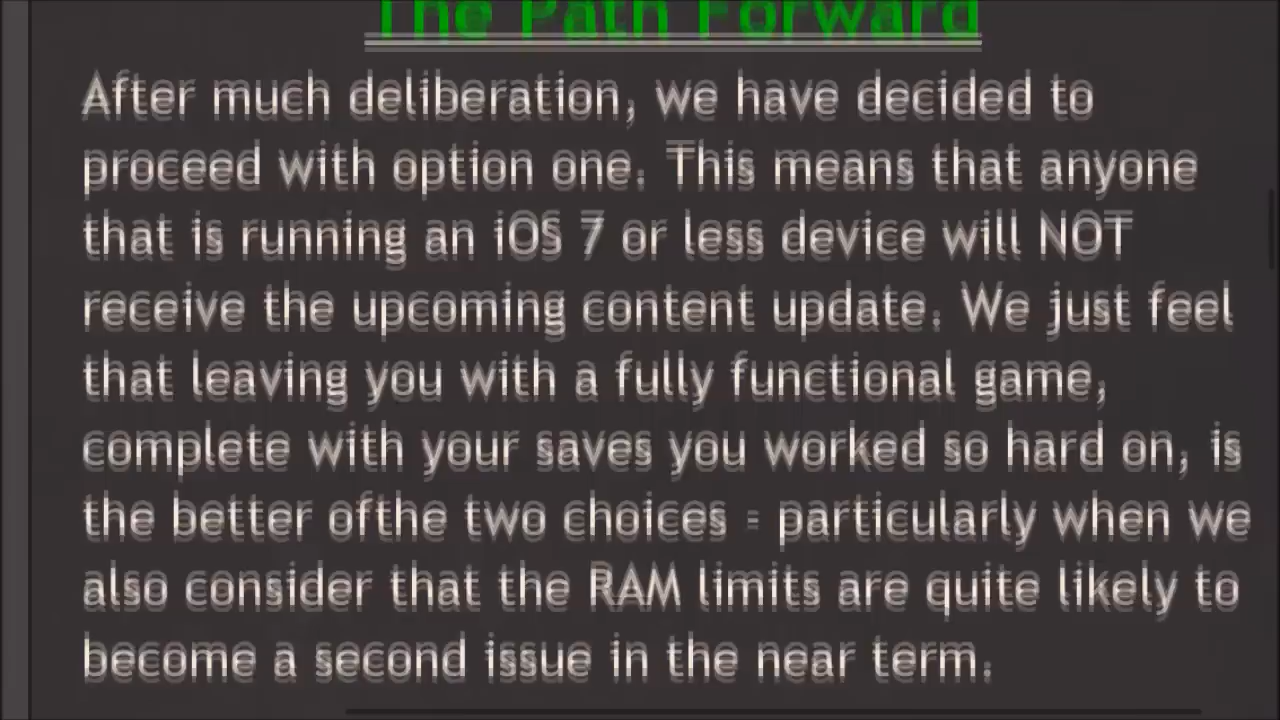 The Path Forward
After much deliberation, we have decided to
proceed with option one. This means that anyone
that is running an iOS 7 or less device will NOT
receive the upcoming content update. We just feel
that leaving you with a fully functional game,
complete with your saves you worked so hard on, is
the better ofthe two choices - particularly when we
also consider that the RAM limits are quite likely to
become a second issue in the near term.